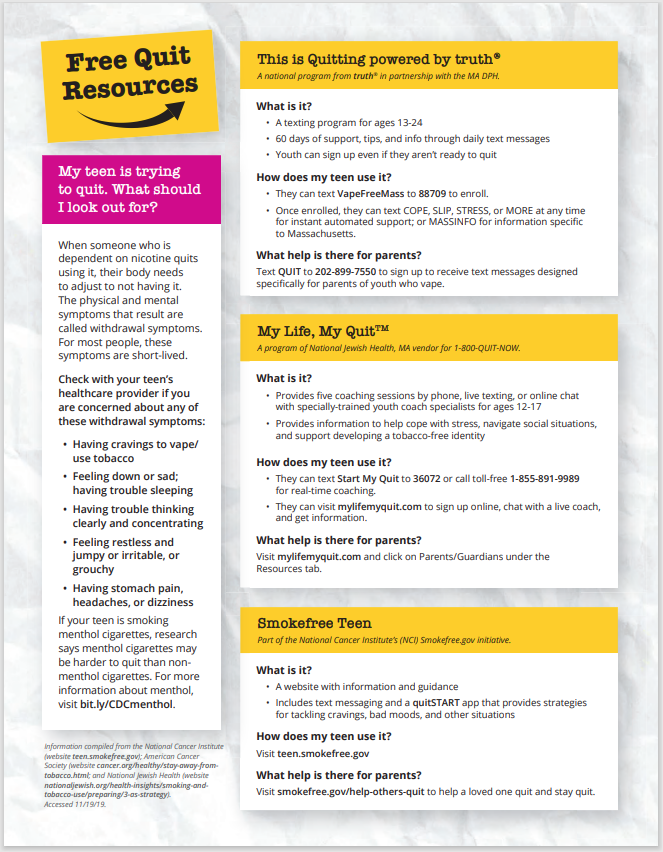 Free Quit
Resources
My teen is trying
to quit. What should
I look out for?
When someone who is
dependent on nicotine quits
using it, their body needs
to adjust to not having it.
The physical and mental
symptoms that result are
called withdrawal symptoms.
For most people, these
symptoms are short-lived.
Check with your teen's
healthcare provider if you
are concerned about any of
these withdrawal symptoms:
• Having cravings to vape/
use tobacco
• Feeling down or sad;
having trouble sleeping
• Having trouble thinking
clearly and concentrating
• Feeling restless and
jumpy or irritable, or
grouchy
• Having stomach pain,
headaches, or dizziness
If your teen is smoking
menthol cigarettes, research
says menthol cigarettes may
be harder to quit than non-
menthol cigarettes. For more
information about menthol,
visit bit.ly/CDCmenthol.
Information compiled from the National Cancer Institute
(website teen.smokefree.gov); American Cancer
Society (website cancer.org/healthy/stay-away-from-
tobacco.html; and National Jewish Health (website
nationaljewish.org/health-insights/smoking-and-
tobacco-use/preparing/3-as-strategy).
Accessed 11/19/19.
This is Quitting powered by truth®
A national program from truth® in partnership with the MA DPH.
What is it?
• A texting program for ages 13-24
• 60 days of support, tips, and info through daily text messages
• Youth can sign up even if they aren't ready to quit
How does my teen use it?
• They can text VapeFreeMass to 88709 to enroll.
• Once enrolled, they can text COPE, SLIP, STRESS, or MORE at any time
for instant automated support; or MASSINFO for information specific
to Massachusetts.
What help is there for parents?
Text QUIT to 202-899-7550 to sign up to receive text messages designed
specifically for parents of youth who vape.
My Life, My Quit™
A program of National Jewish Health, MA vendor for 1-800-QUIT-NOW.
What is it?
• Provides five coaching sessions by phone, live texting, or online chat
with specially-trained youth coach specialists for ages 12-17
• Provides information to help cope with stress, navigate social situations,
and support developing a tobacco-free identity
How does my teen use it?
• They can text Start My Quit to 36072 or call toll-free 1-855-891-9989
for real-time coaching.
• They can visit mylifemyquit.com to sign up online, chat with a live coach,
and get information.
What help is there for parents?
Visit mylifemyquit.com and click on Parents/Guardians under the
Resources tab.
Smokefree Teen
Part of the National Cancer Institute's (NCI) Smokefree.gov initiative.
What is it?
• A website with information and guidance
• Includes text messaging and a quitSTART app that provides strategies
for tackling cravings, bad moods, and other situations
How does my teen use it?
Visit teen.smokefree.gov
What help is there for parents?
Visit smokefree.gov/help-others-quit to help a loved one quit and stay quit.